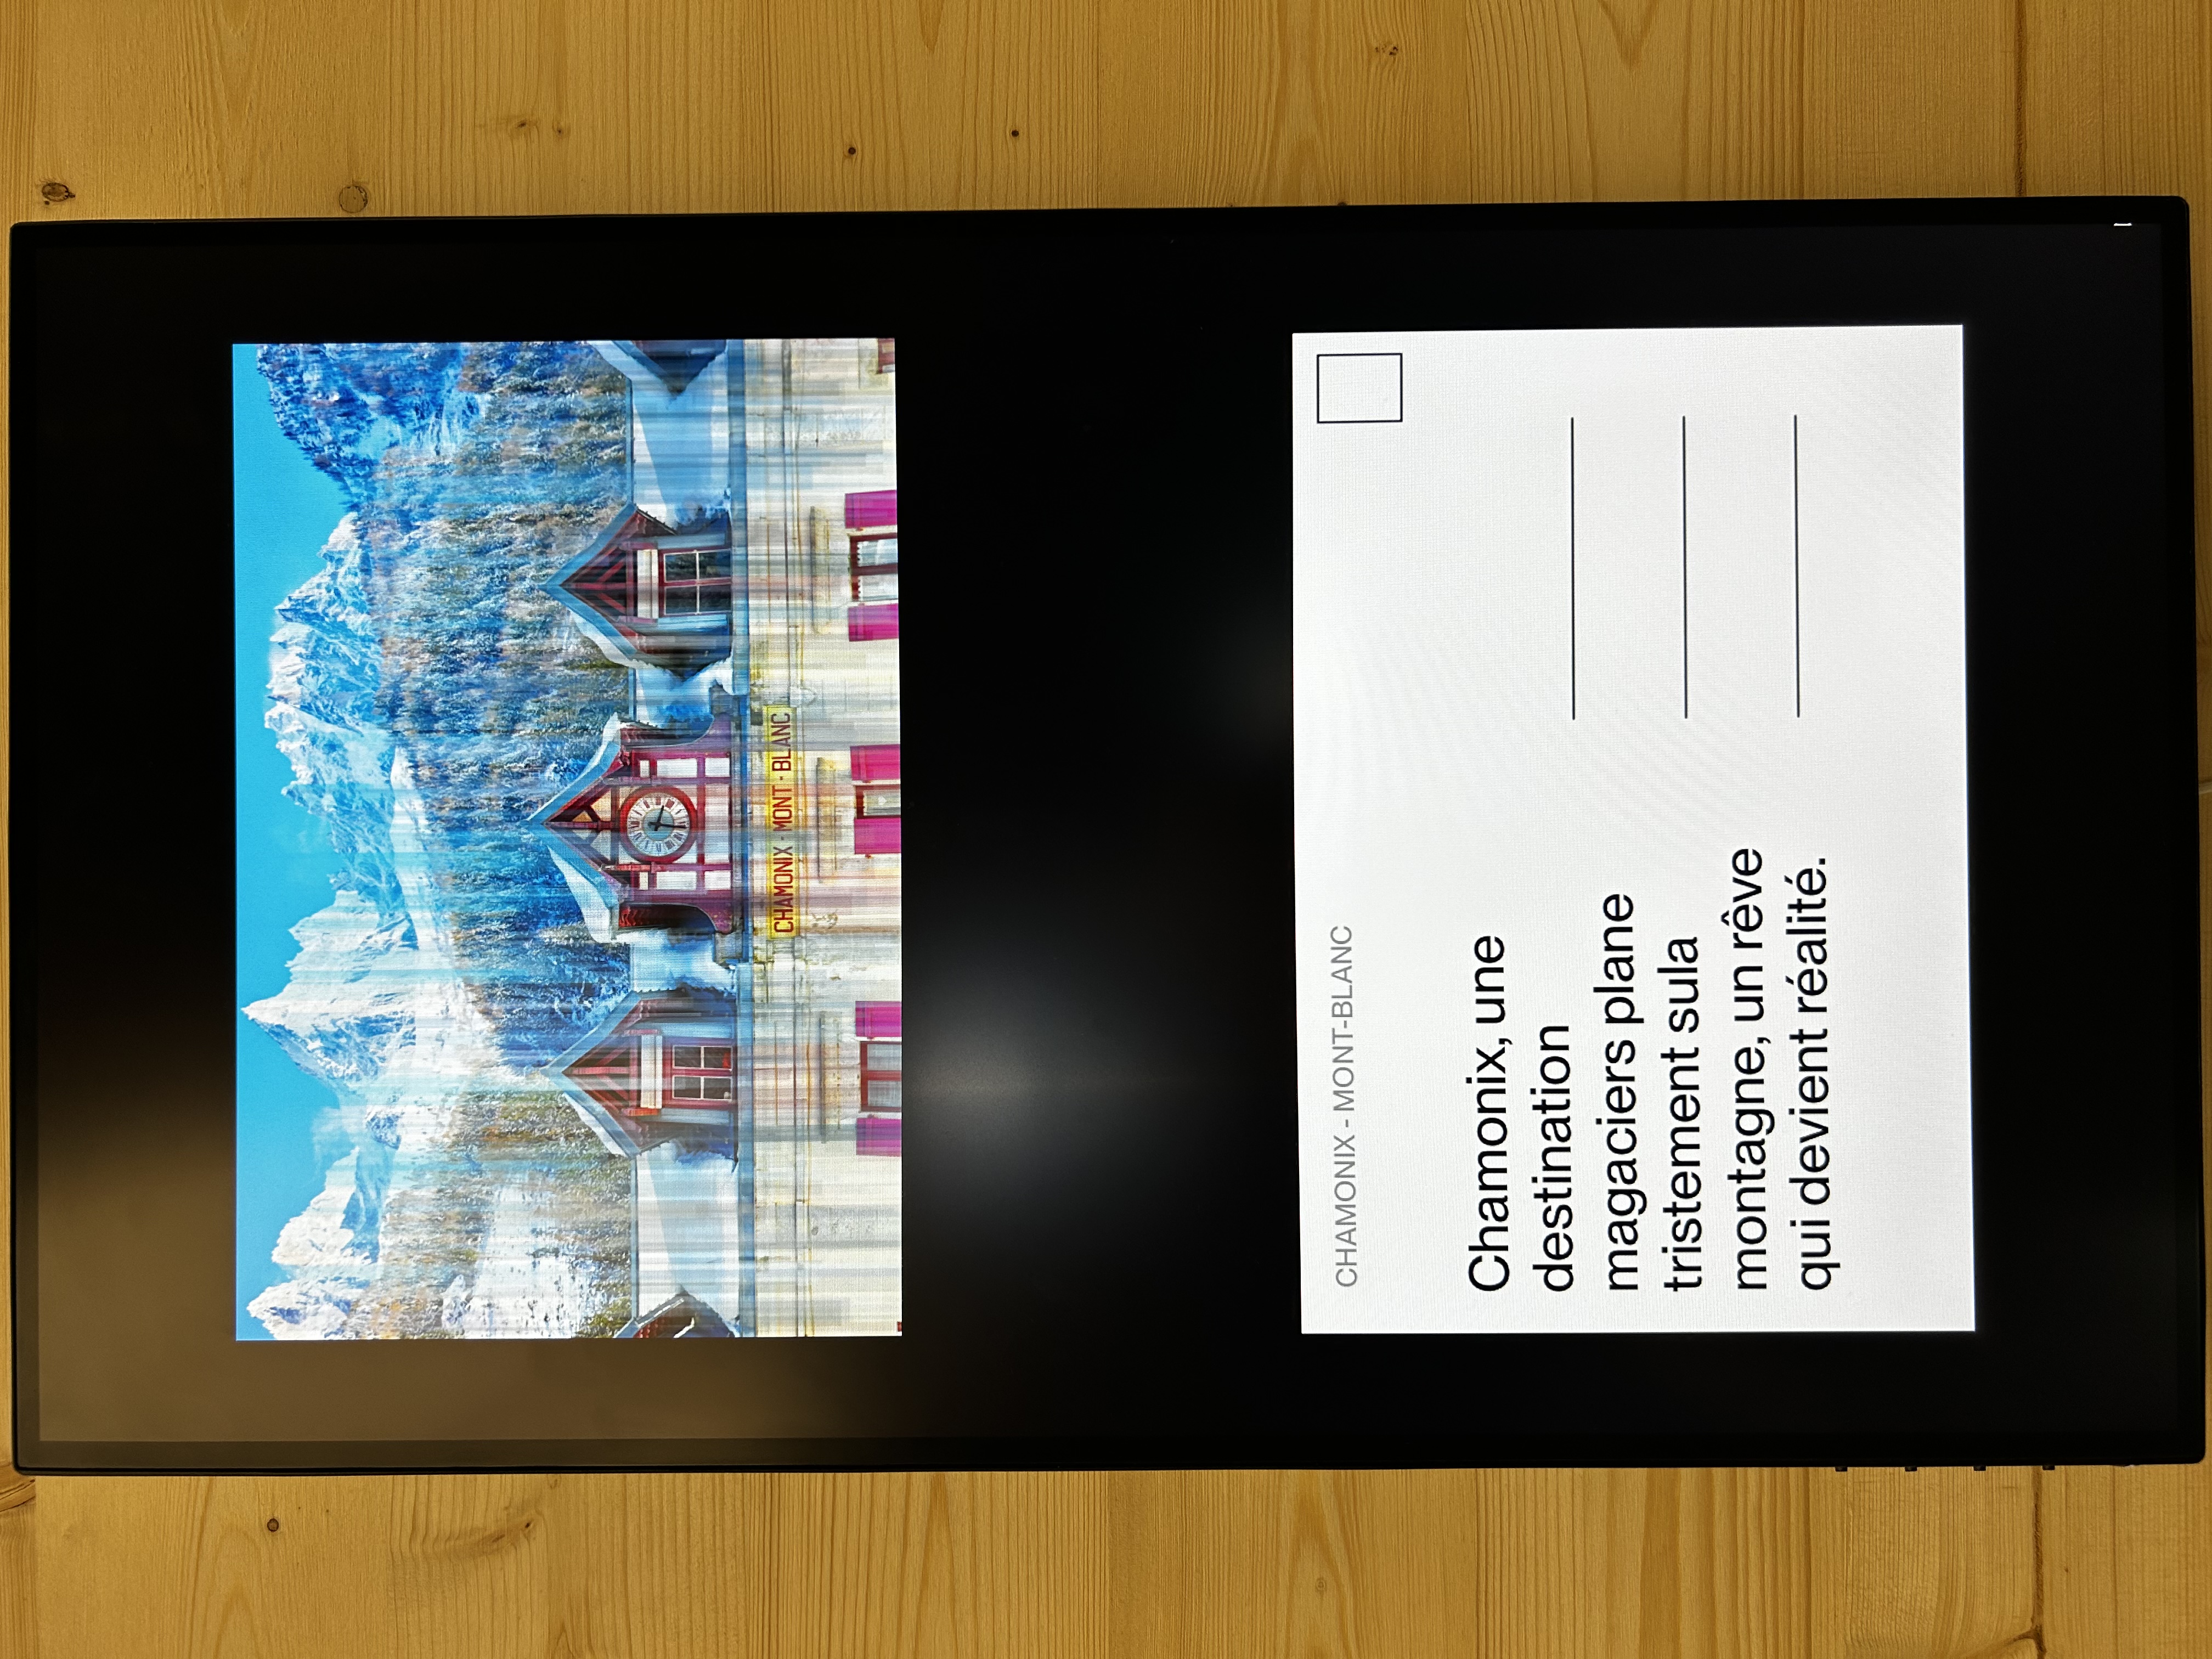 CHAMONIX - MONT - BLANC
CHAMONIX - MONT-BLANC
Chamonix, une
destination
magaciers plane
tristement sula
montagne, un rêve
qui devient réalité.